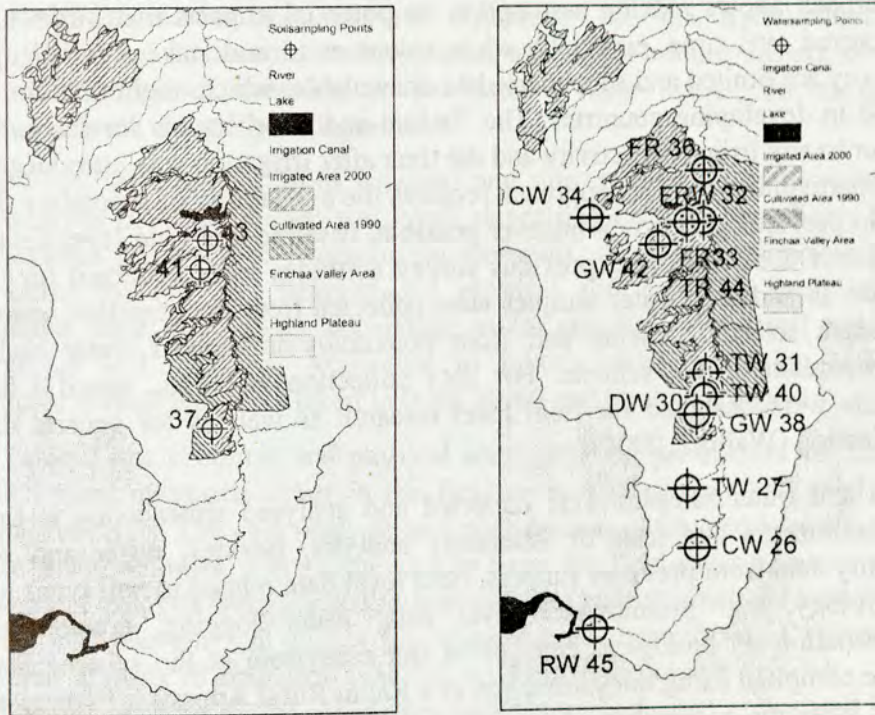 Soilsampling Points
River
Lake
Irrigation Canal
Irrigated Area 2000
Cultivated Area 1990
Finchaa Valley Area
Highland Plateau
43
41
37
Watersampling Points
Irrigation Canal
River
Lake
Irrigated Area 2000
Cultivated Area 1990
Finchaa Valley Area
Highland Plateau
FR 36
CW 34
ERW 32
GW 42
FR33
TR 44
TW 31
TW 40
DW 30
GW 38
TW 27
CW 26
RW 45